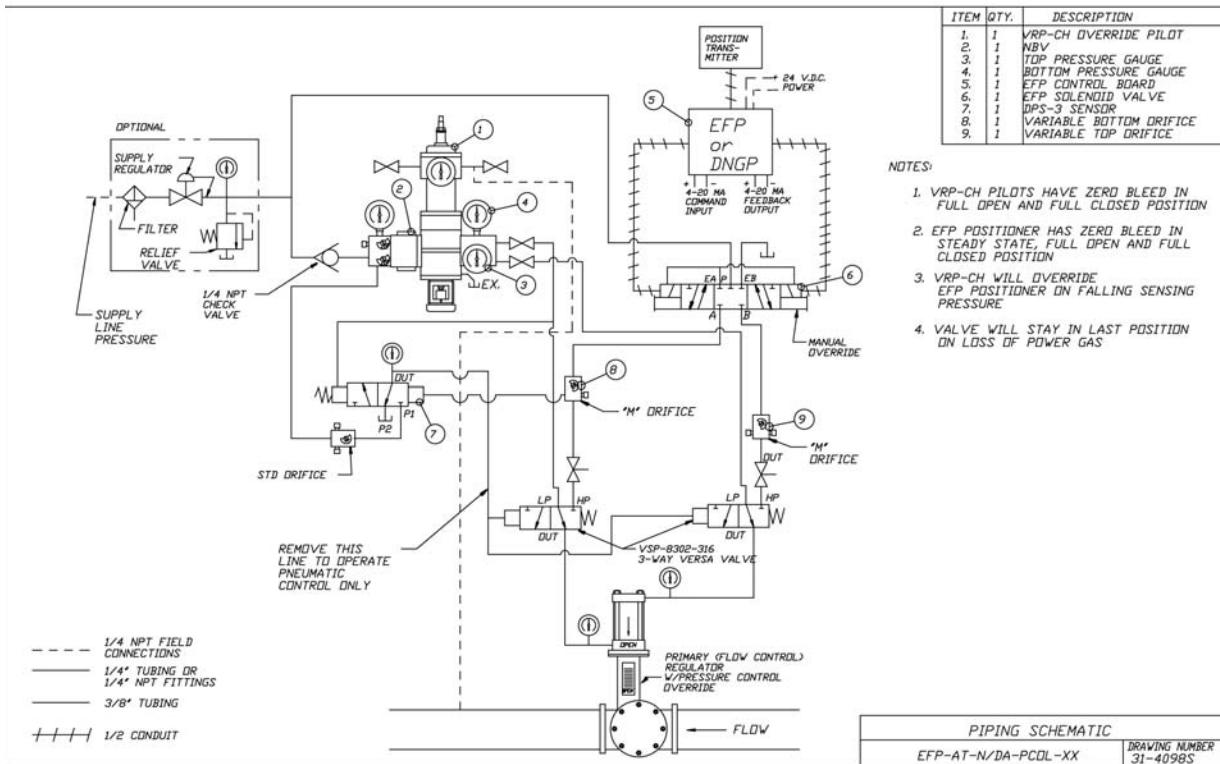 POSITION
TRANS-
MITTER
+ 24 V.D.C.
- POWER
5
EFP
or
DNGP
+ -
4-20 MA
COMMAND
INPUT
+ -
4-20 MA
FEEDBACK
OUTPUT
OPTIONAL
SUPPLY
REGULATOR
FILTER
RELIEF
VALVE
SUPPLY
LINE
PRESSURE
1/4 NPT
CHECK
VALVE
1
2
4
3
EX.
EA P EB
A B
6
MANUAL
OVERRIDE
OUT
P1
P2
7
STD ORIFICE
8
"M" ORIFICE
9
"M"
ORIFICE
OUT
LP HP
OUT
LP HP
OUT
VSP-8302-316
3-WAY VERSA VALVE
REMOVE THIS
LINE TO OPERATE
PNEUMATIC
CONTROL ONLY
OPEN
PRIMARY (FLOW CONTROL)
REGULATOR
W/PRESSURE CONTROL
OVERRIDE
FLOW
1/4 NPT FIELD
CONNECTIONS
1/4" TUBING OR
1/4" NPT FITTINGS
3/8" TUBING
1/2 CONDUIT
ITEM QTY. DESCRIPTION
1. 1 VRP-CH OVERRIDE PILOT
2. 1 NBV
3. 1 TOP PRESSURE GAUGE
4. 1 BOTTOM PRESSURE GAUGE
5. 1 EFP CONTROL BOARD
6. 1 EFP SOLENOID VALVE
7. 1 DPS-3 SENSOR
8. 1 VARIABLE BOTTOM ORIFICE
9. 1 VARIABLE TOP ORIFICE
NOTES:
1. VRP-CH PILOTS HAVE ZERO BLEED IN
FULL OPEN AND FULL CLOSED POSITION
2. EFP POSITIONER HAS ZERO BLEED IN
STEADY STATE, FULL OPEN AND FULL
CLOSED POSITION
3. VRP-CH WILL OVERRIDE
EFP POSITIONER ON FALLING SENSING
PRESSURE
4. VALVE WILL STAY IN LAST POSITION
ON LOSS OF POWER GAS
PIPING SCHEMATIC
EFP-AT-N/DA-PCOL-XX
DRAWING NUMBER
31-4098S